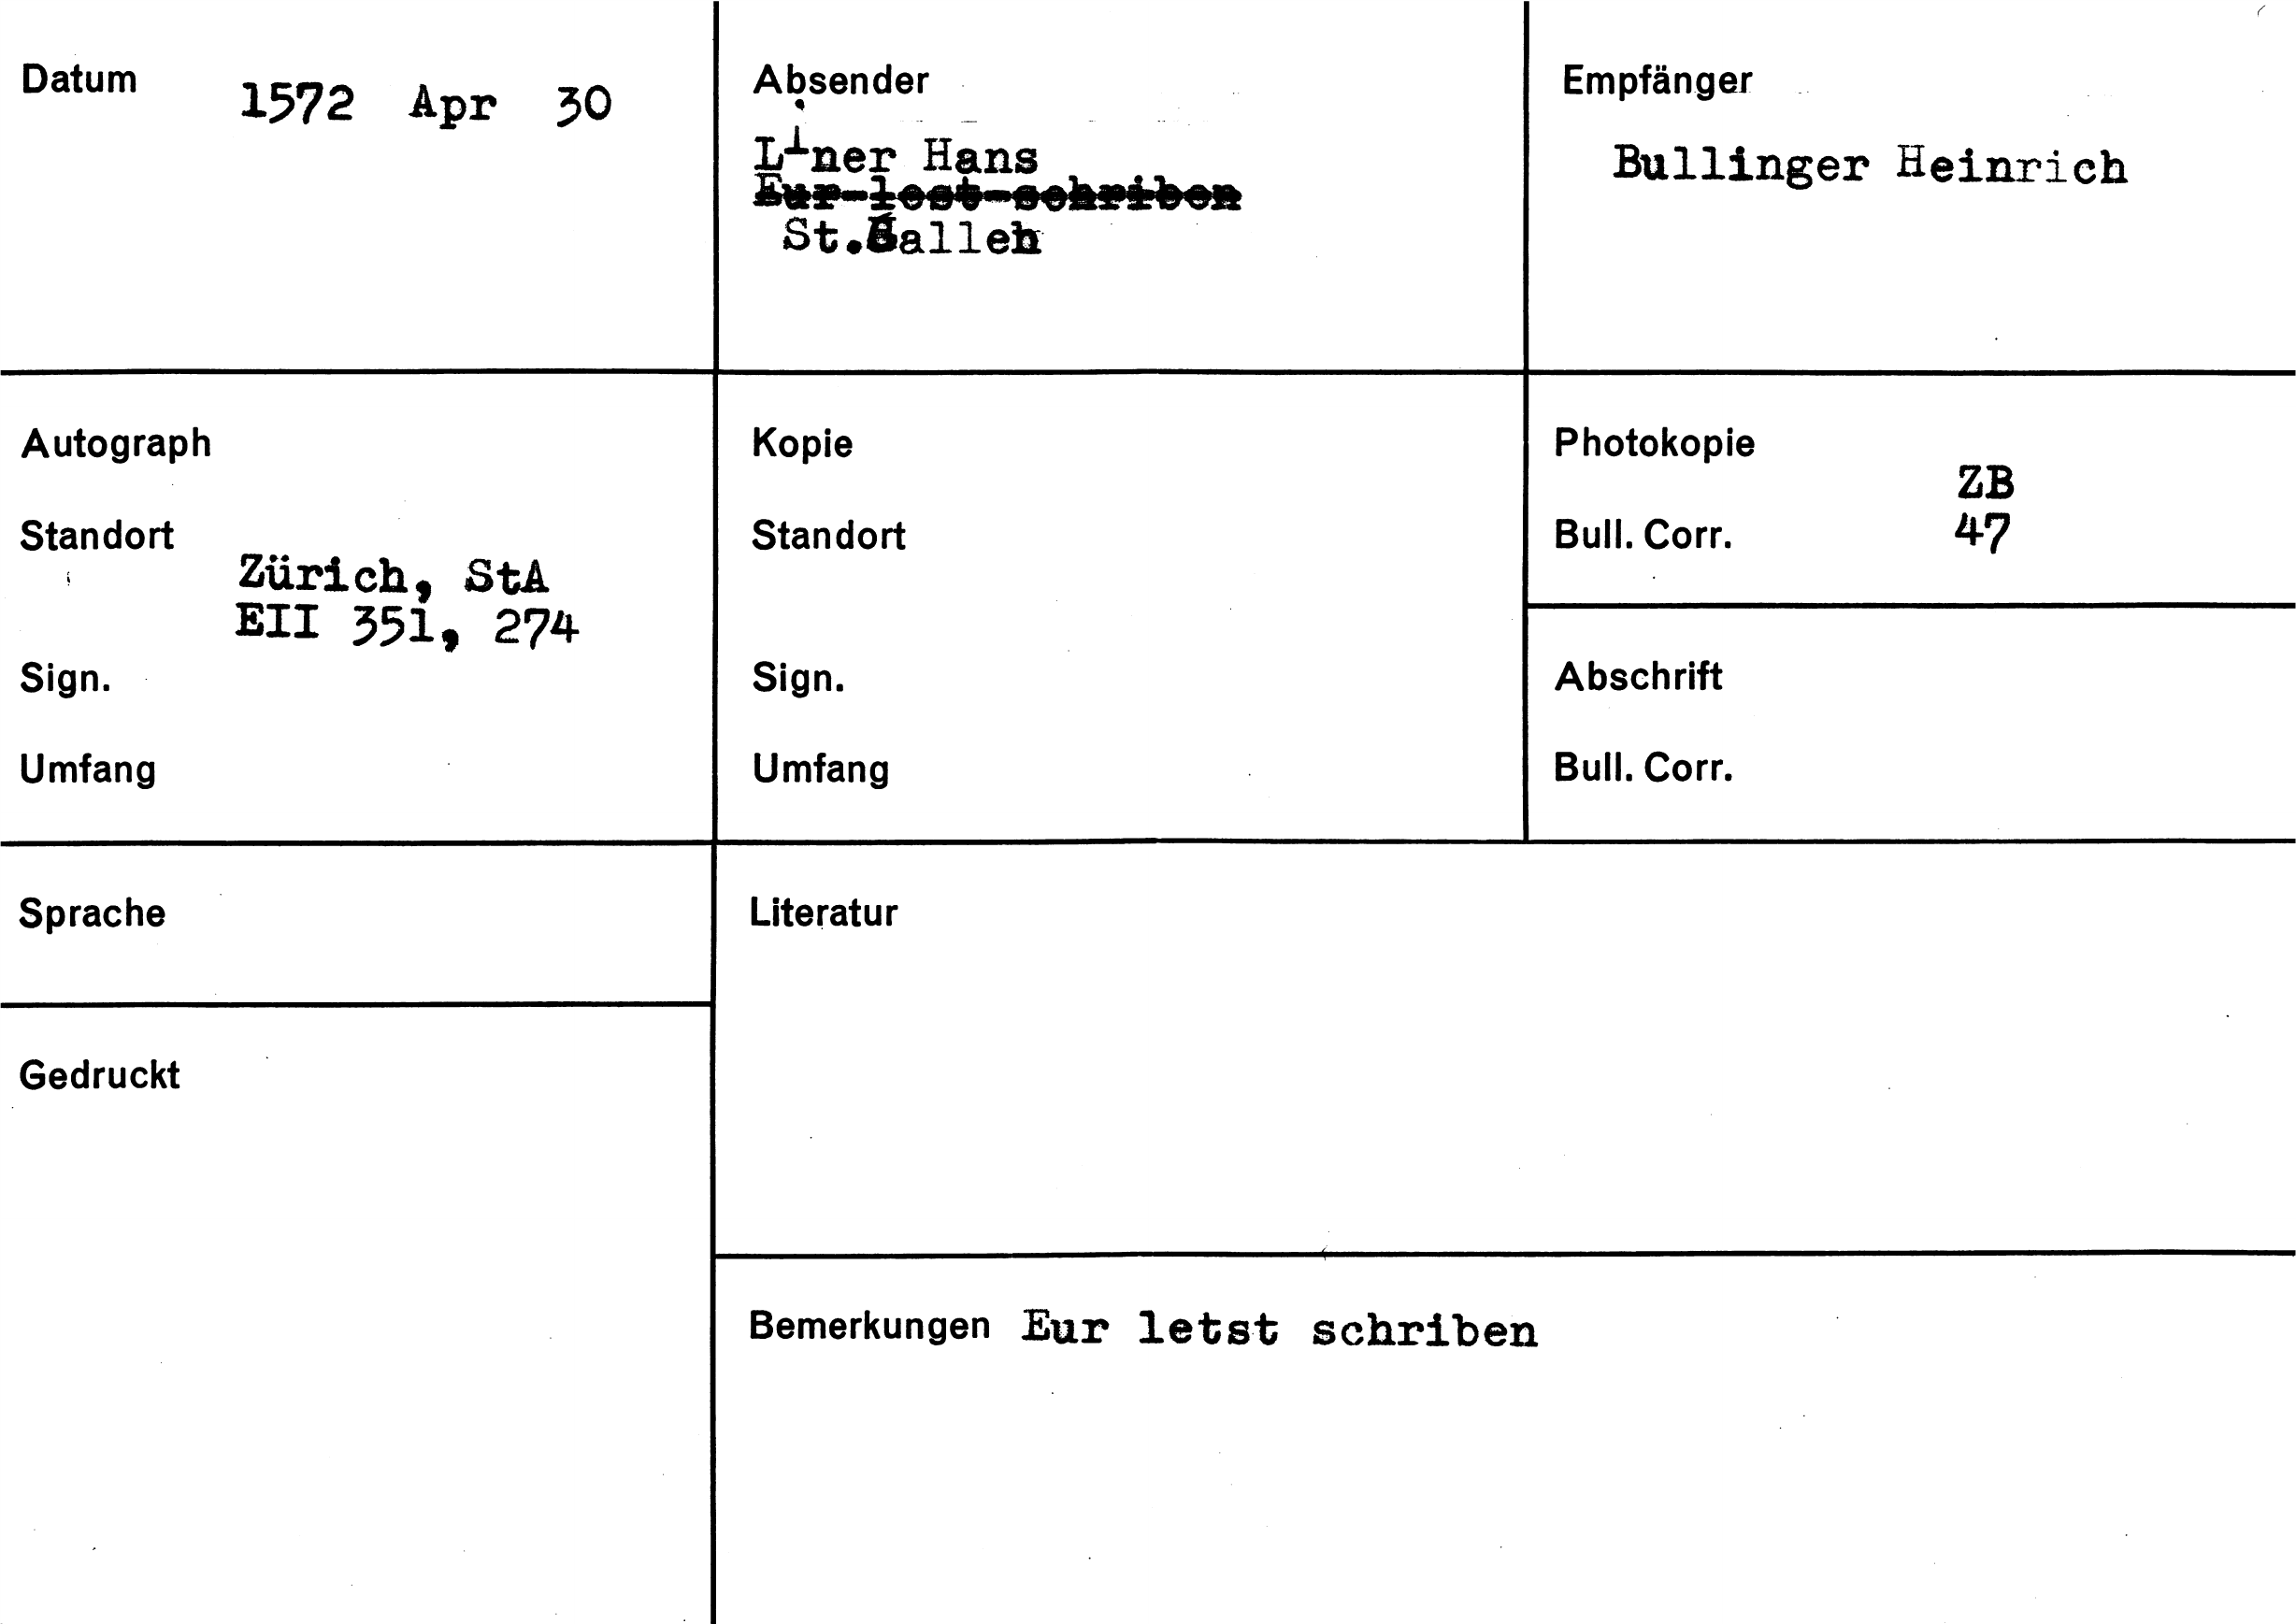 Datum 1572 Apr 30
Absender
Liner Hans
Eur lest schriben
St.Gallen
Empfänger
Bullinger Heinrich
Autograph
Standort
Zürich, StA
EII 351, 274
Sign.
Umfang
Kopie
Standort
Sign.
Umfang
Photokopie
ZB
Bull. Corr. 47
Abschrift
Bull. Corr.
Sprache
Gedruckt
Literatur
Bemerkungen Eur letst schriben